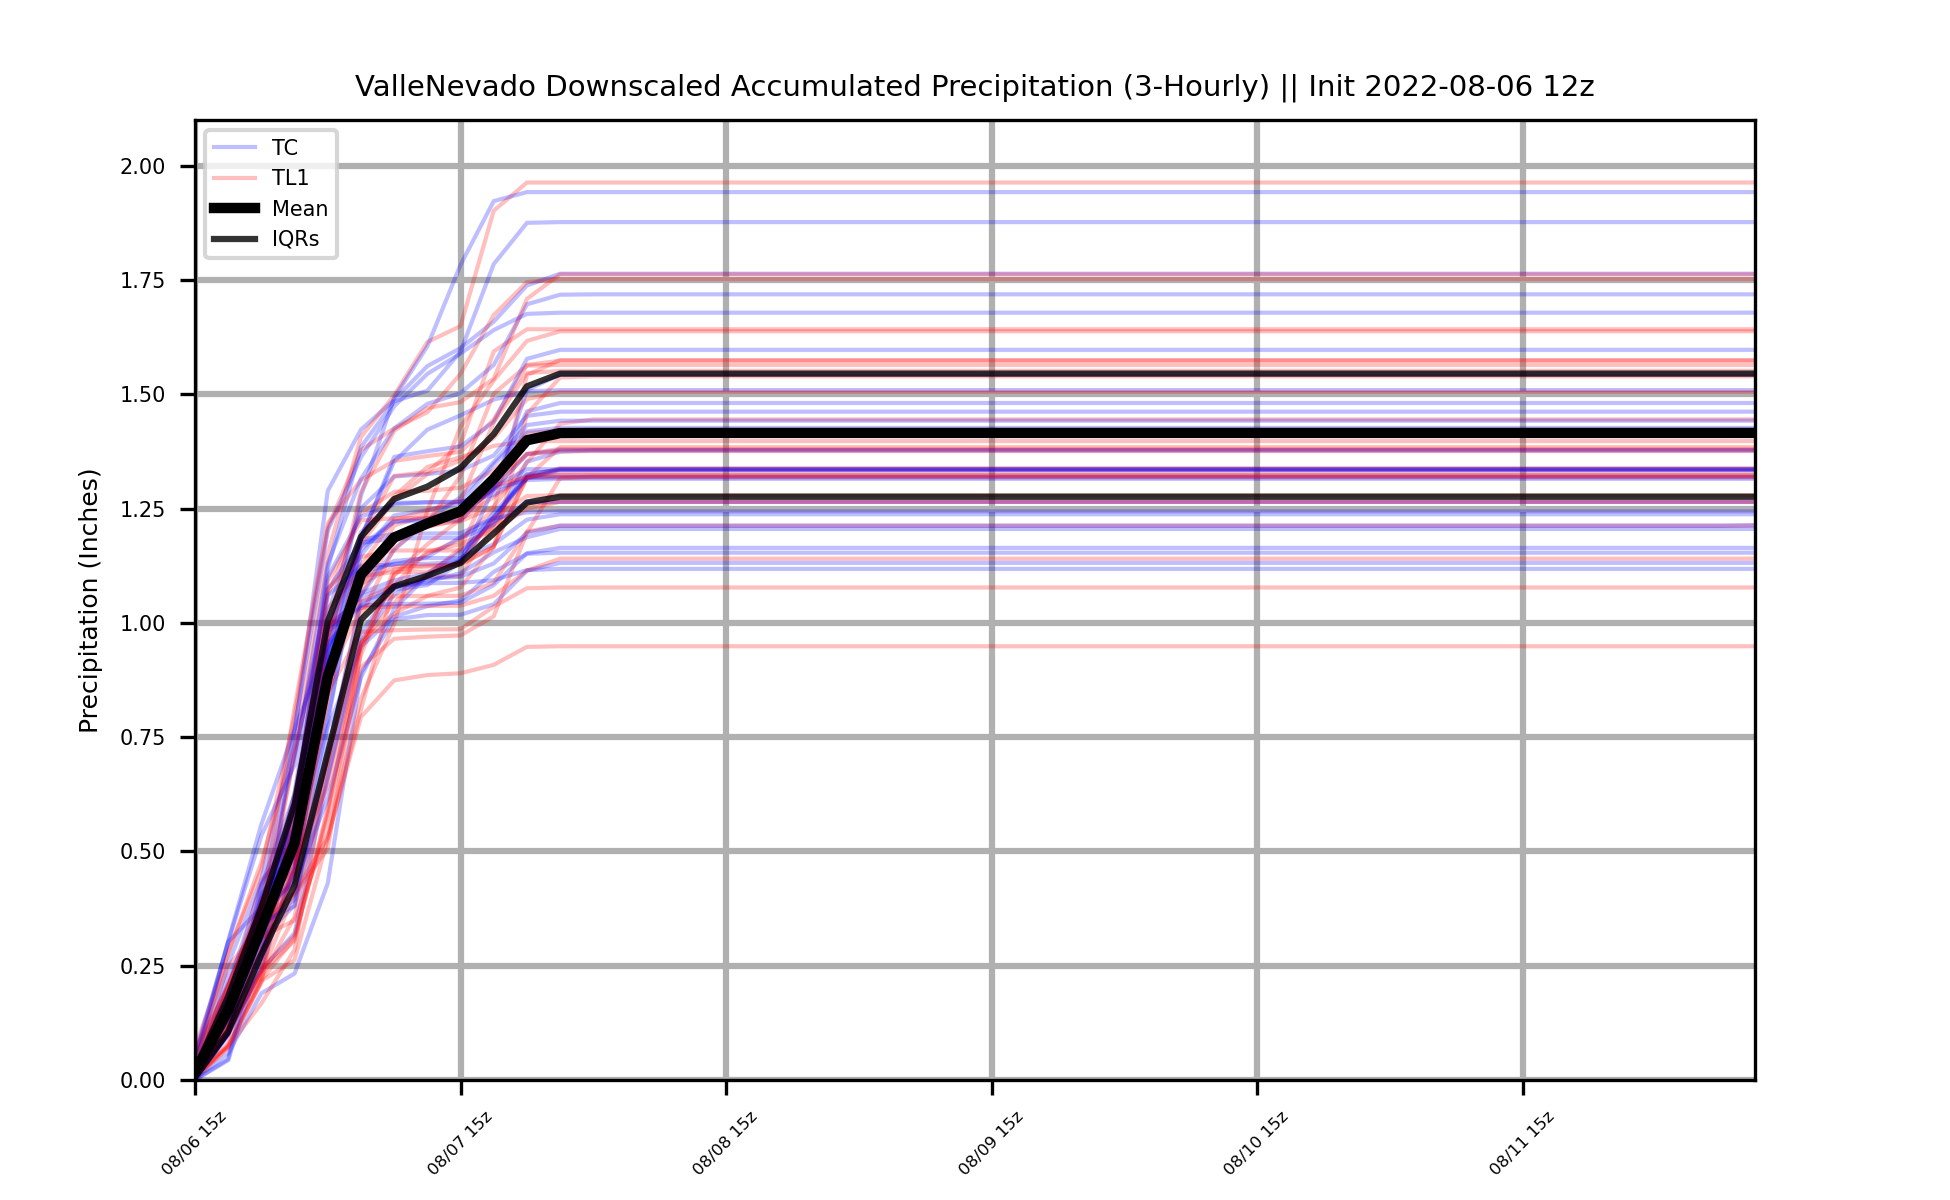 ValleNevado Downscaled Accumulated Precipitation (3-Hourly) || Init 2022-08-06 12z
TC
TL1
Mean
IQRs
Precipitation (Inches)
2.00
1.75
1.50
1.25
1.00
0.75
0.50
0.25
0.00
08/06 15z
08/07 15z
08/08 15z
08/09 15z
08/10 15z
08/11 15z